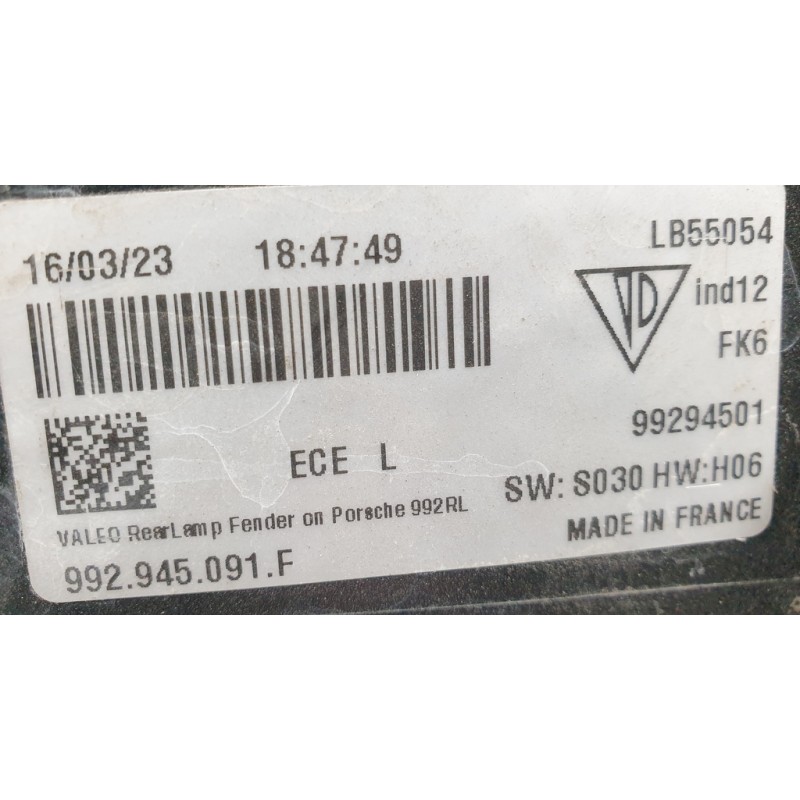 16/03/23 18:47:49 LB55054
VD ind12
FK6
99294501
ECE L
SW: S030 HW:H06
VALEO RearLamp Fender on Porsche 992RL
MADE IN FRANCE
992.945.091.F